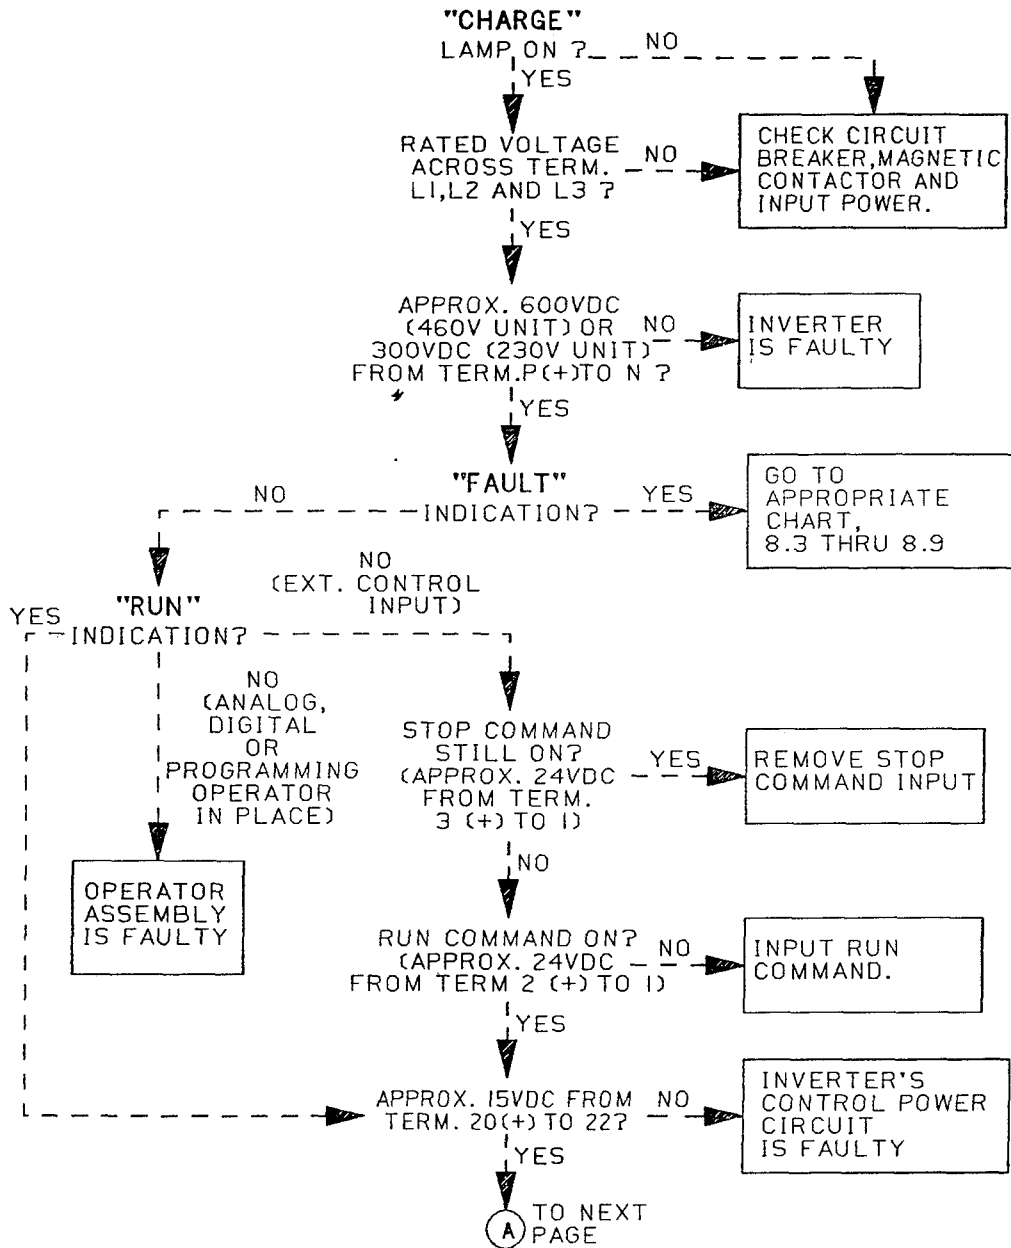 "CHARGE"
LAMP ON ?
NO
YES
RATED VOLTAGE
ACROSS TERM.
L1,L2 AND L3 ?
NO
CHECK CIRCUIT
BREAKER,MAGNETIC
CONTACTOR AND
INPUT POWER.
YES
APPROX. 600VDC
(460V UNIT) OR
300VDC (230V UNIT)
FROM TERM.P(+)TO N ?
NO
INVERTER
IS FAULTY
YES
"FAULT"
INDICATION?
YES
GO TO
APPROPRIATE
CHART,
8.3 THRU 8.9
NO
"RUN"
INDICATION?
YES
NO
(EXT. CONTROL
INPUT)
NO
(ANALOG,
DIGITAL
OR
PROGRAMMING
OPERATOR
IN PLACE)
OPERATOR
ASSEMBLY
IS FAULTY
STOP COMMAND
STILL ON?
(APPROX. 24VDC
FROM TERM.
3 (+) TO 1)
YES
REMOVE STOP
COMMAND INPUT
NO
RUN COMMAND ON?
(APPROX. 24VDC
FROM TERM 2 (+) TO 1)
NO
INPUT RUN
COMMAND.
YES
APPROX. 15VDC FROM
TERM. 20(+) TO 22?
NO
INVERTER'S
CONTROL POWER
CIRCUIT
IS FAULTY
YES
A
TO NEXT
PAGE